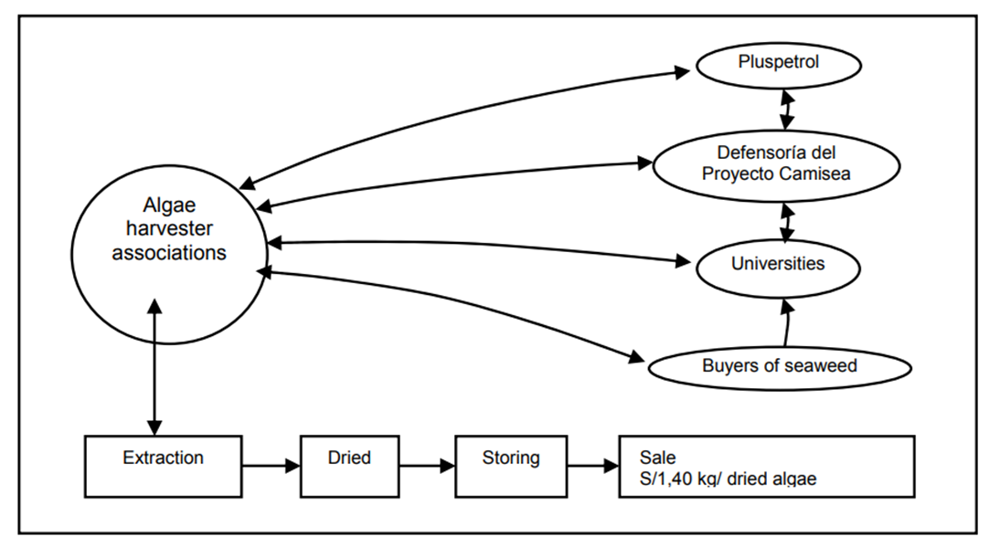 Pluspetrol
Defensoría del
Proyecto Camisea
Algae
harvester
associations
Universities
Buyers of seaweed
Extraction
Dried
Storing
Sale
S/1,40 kg/ dried algae